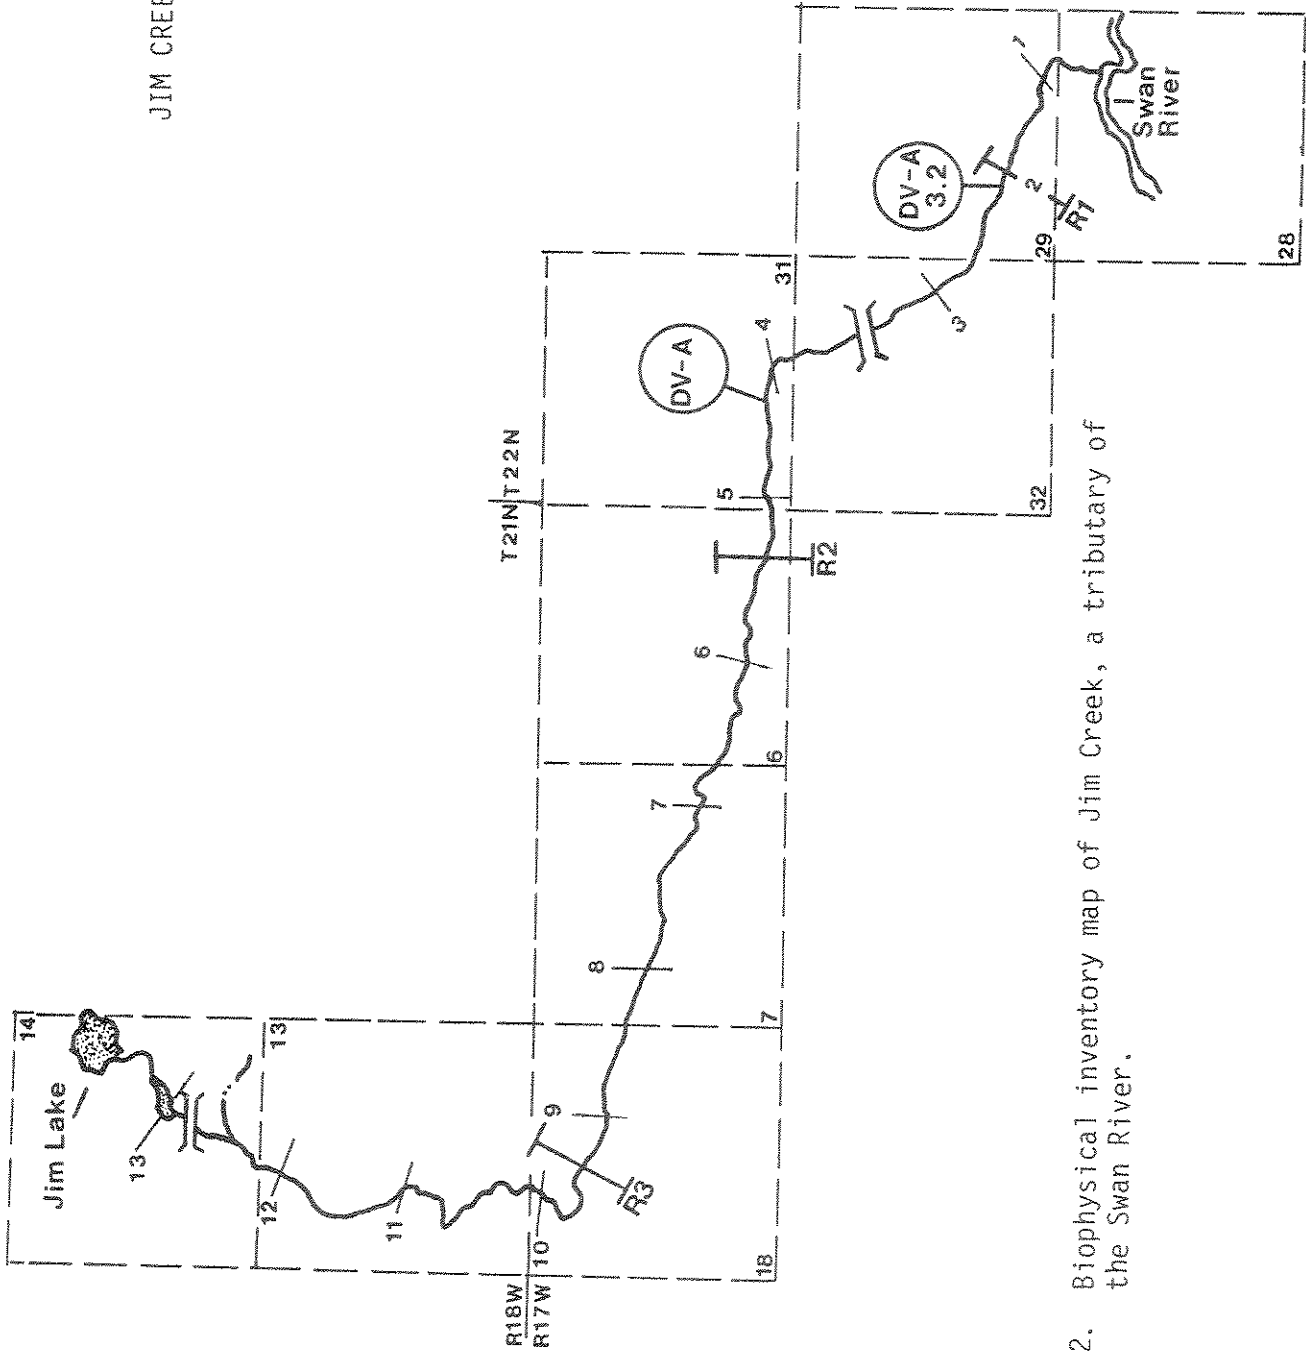 JIM CREE
Jim Lake
14
13
13
12
11
R18W
R17W
10
9
R3
18
7
8
7
6
6
T21N T22N
5
R2
DV-A
4
31
32
3
DV-A
3.2
2
R1
29
1
Swan
River
28
2. Biophysical inventory map of Jim Creek, a tributary of
the Swan River.